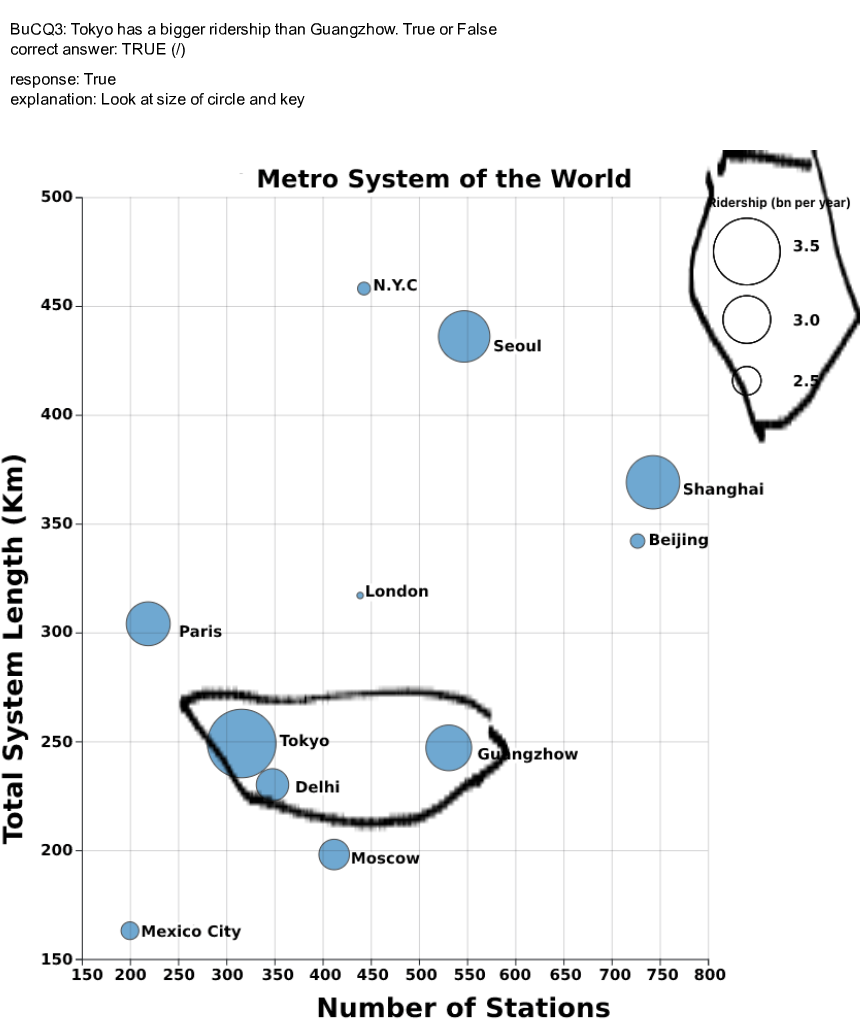 BuCQ3: Tokyo has a bigger ridership than Guangzhow. True or False
correct answer: TRUE (/)
response: True
explanation: Look at size of circle and key
Metro System of the World
Ridership (bn per year)
3.5
3.0
2.5
Total System Length (Km)
500
450
400
350
300
250
200
150
N.Y.C
Seoul
Shanghai
Beijing
London
Paris
Tokyo
Guangzhow
Delhi
Moscow
Mexico City
150 200 250 300 350 400 450 500 550 600 650 700 750 800
Number of Stations